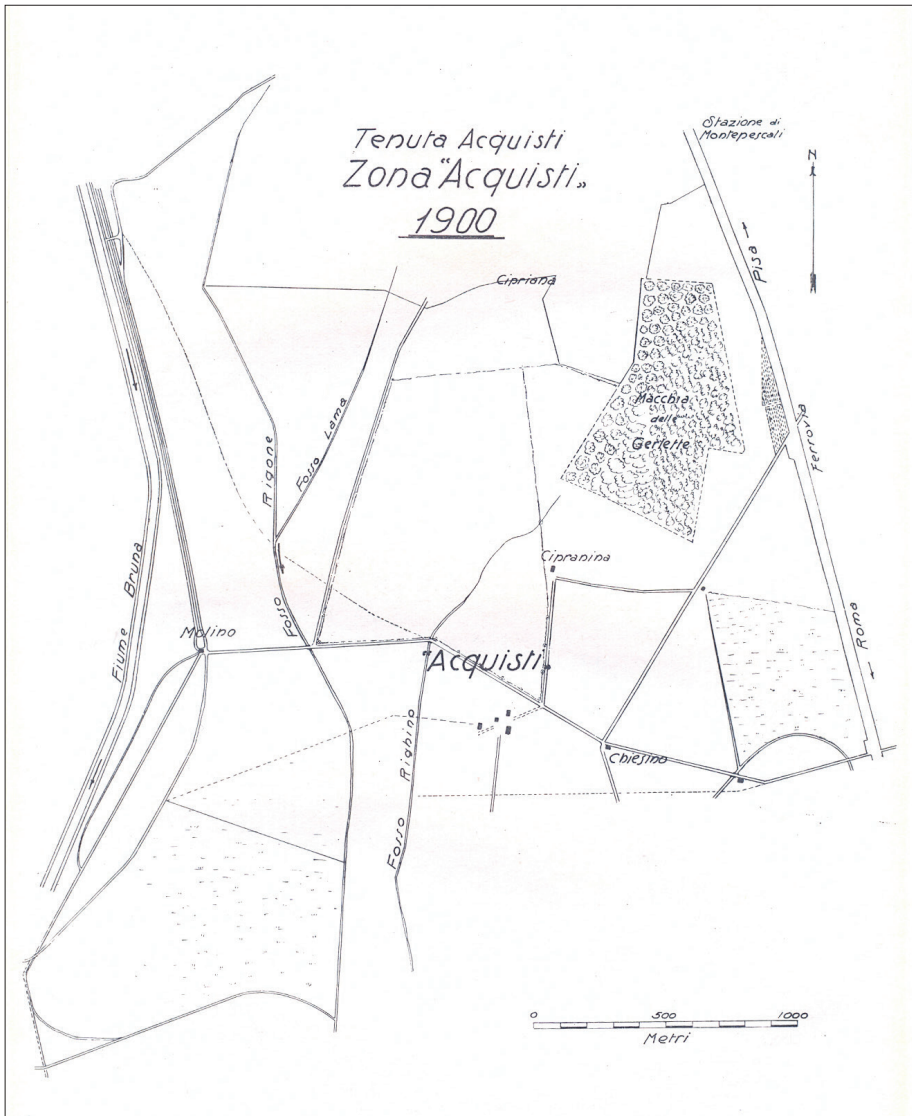 Tenuta Acquisti
Zona "Acquisti„
1900
Stazione di
Montepescali
N
Pisa
Cipriana
Macchia
delle
Gerlette
Ferrovia
Roma
Rigone
Fosso
Fosso Lama
Fiume Bruna
Molino
Cipranina
Acquisti
Fosso Righino
Chiesino
0 500 1000
Metri